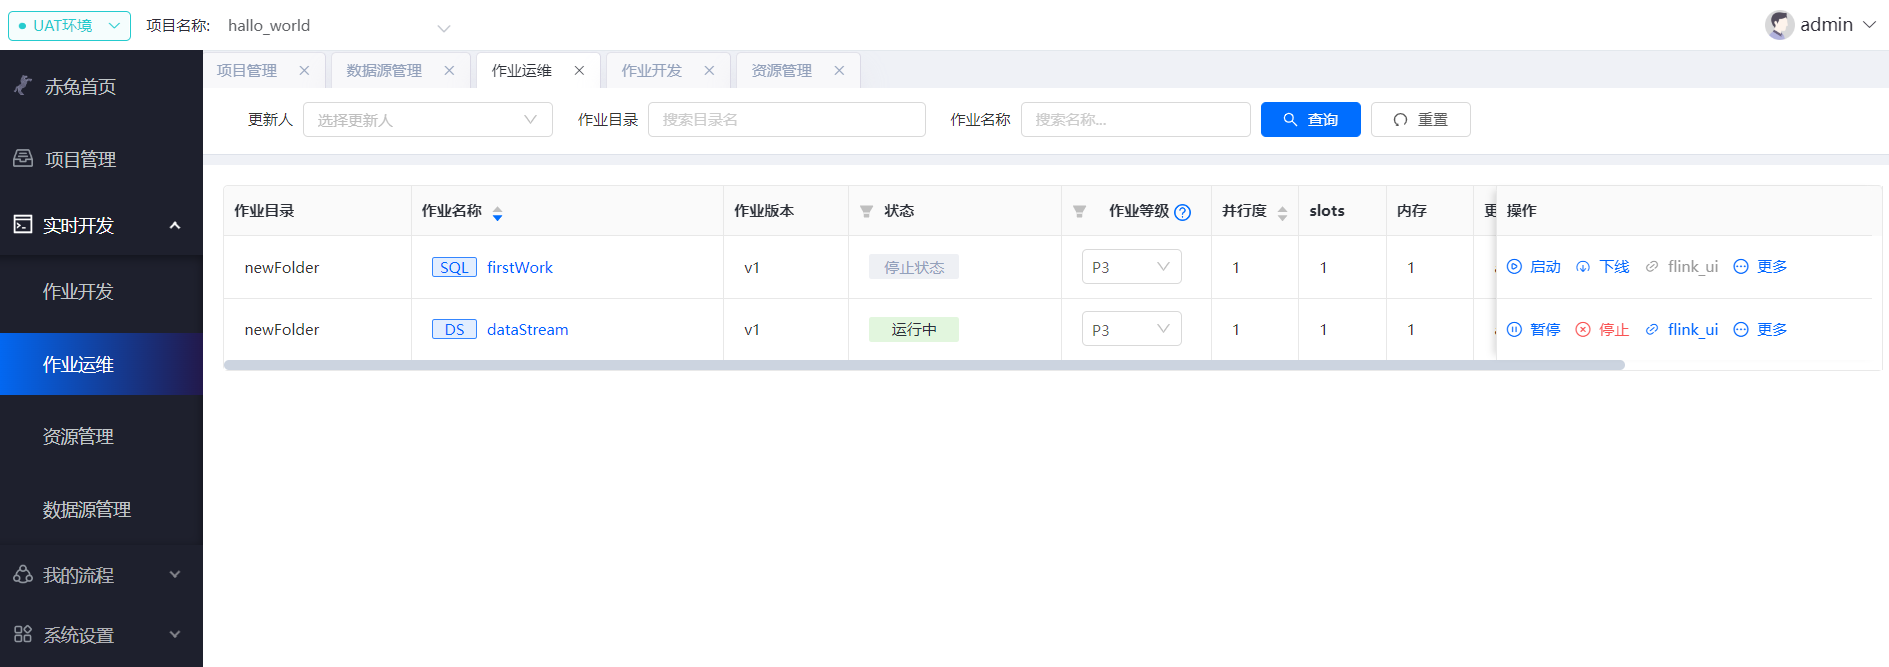 UAT环境 项目名称: hallo_world admin
赤兔首页
项目管理
实时开发
作业开发
作业运维
资源管理
数据源管理
我的流程
系统设置
项目管理 数据源管理 作业运维 作业开发 资源管理
更新人 选择更新人 作业目录 搜索目录名 作业名称 搜索名称... 查询 重置
作业目录 作业名称 作业版本 状态 作业等级 并行度 slots 内存 操作
newFolder SQL firstWork v1 停止状态 P3 1 1 1 启动 下线 flink_ui 更多
newFolder DS dataStream v1 运行中 P3 1 1 1 暂停 停止 flink_ui 更多